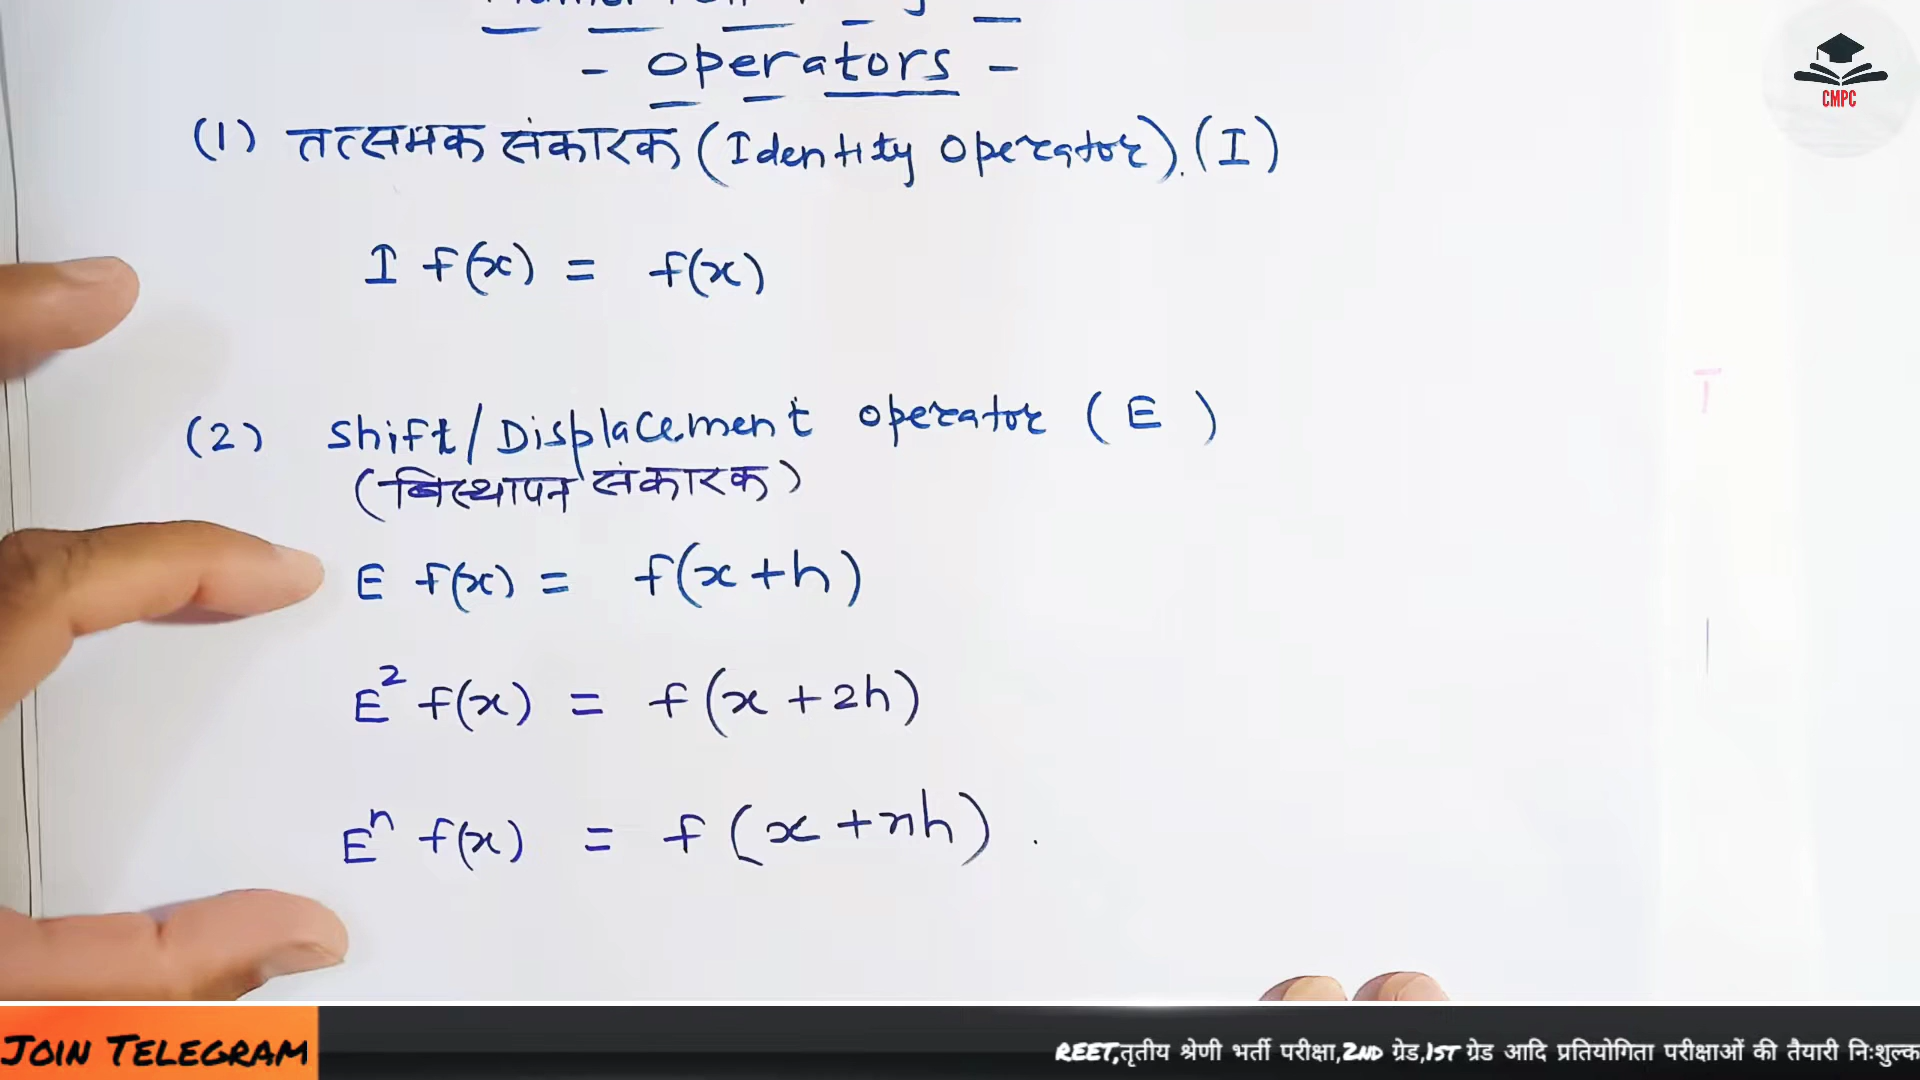 - Operators -
CMPC
(1) तत्समक संकारक (Identity Operator). (I)
I f(x) = f(x)
(2) Shift/Displacement Operator (E)
(विस्थापन संकारक)
E f(x) = f(x+h)
E² f(x) = f(x+2h)
Eⁿ f(x) = f(x+nh).
JOIN TELEGRAM
REET,तृतीय श्रेणी भर्ती परीक्षा,2ND ग्रेड,1ST ग्रेड आदि प्रतियोगिता परीक्षाओं की तैयारी निःशुल्क